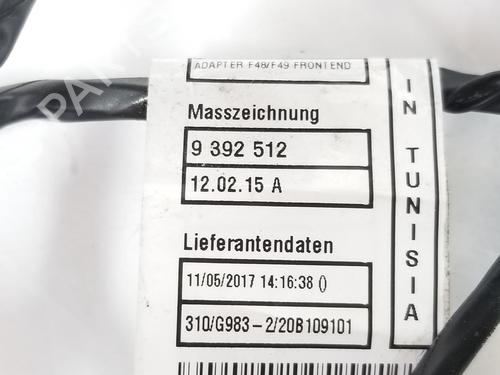 ADAPTER F48/F49 FRONTEND
Masszeichnung
9 392 512
12.02.15 A
Lieferantendaten
11/05/2017 14:16:38 ()
310/G983-2/20B109101
IN TUNISIA